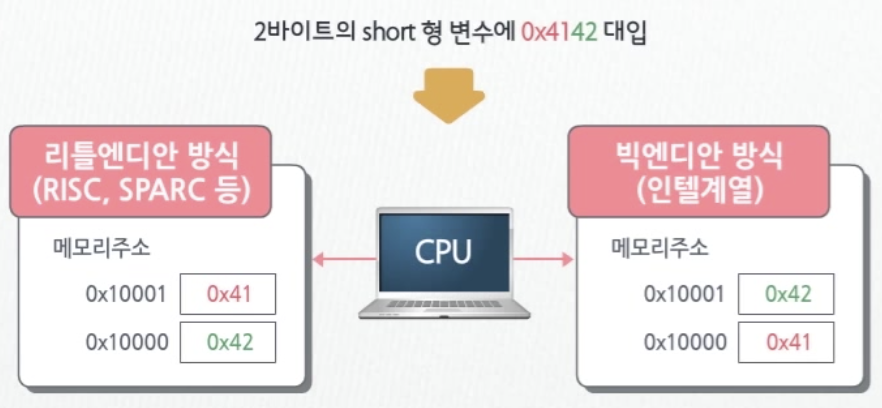 2바이트의 short 형 변수에 0x4142 대입
리틀엔디안 방식
(RISC, SPARC 등)
메모리주소
0x10001 0x41
0x10000 0x42
CPU
빅엔디안 방식
(인텔계열)
메모리주소
0x10001 0x42
0x10000 0x41